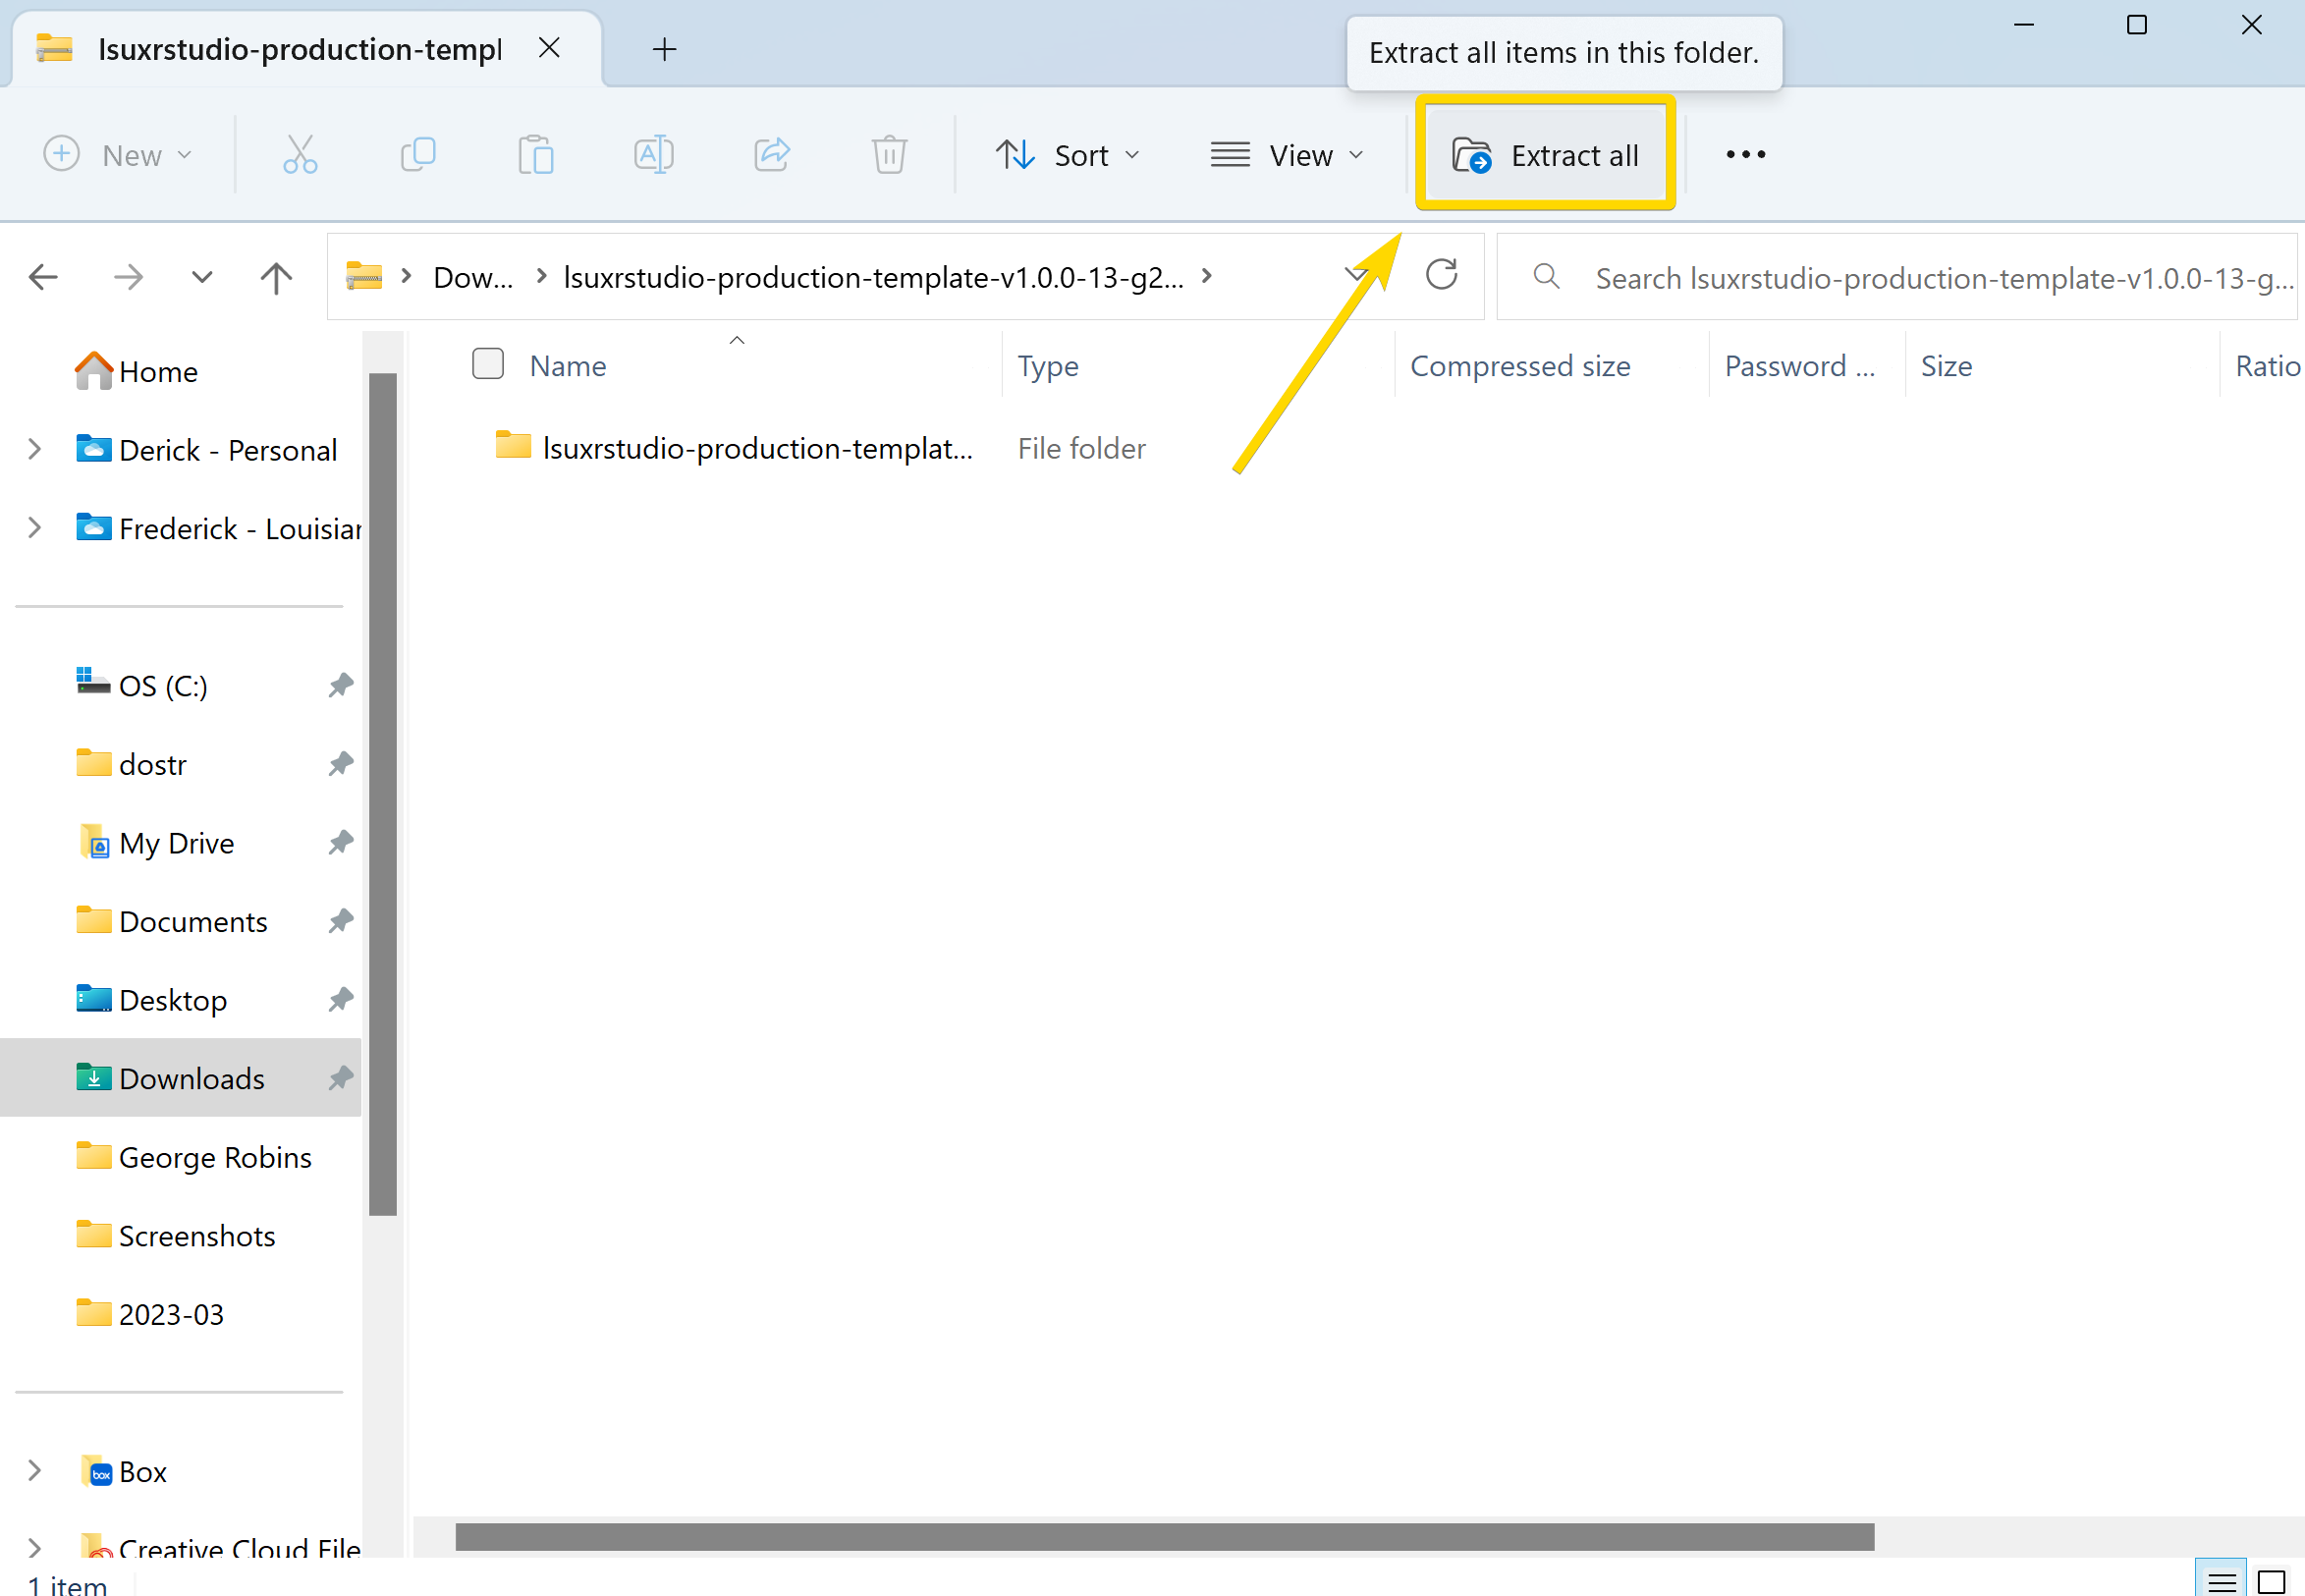 lsuxrstudio-production-templ
Extract all items in this folder.
New
Sort
View
Extract all
Dow...
lsuxrstudio-production-template-v1.0.0-13-g2...
Search lsuxrstudio-production-template-v1.0.0-13-g...
Name
Type
Compressed size
Password ...
Size
Ratio
lsuxrstudio-production-templat...
File folder
Home
Derick - Personal
Frederick - Louisian
OS (C:)
dostr
My Drive
Documents
Desktop
Downloads
George Robins
Screenshots
2023-03
box
Box
Creative Cloud File
1 item